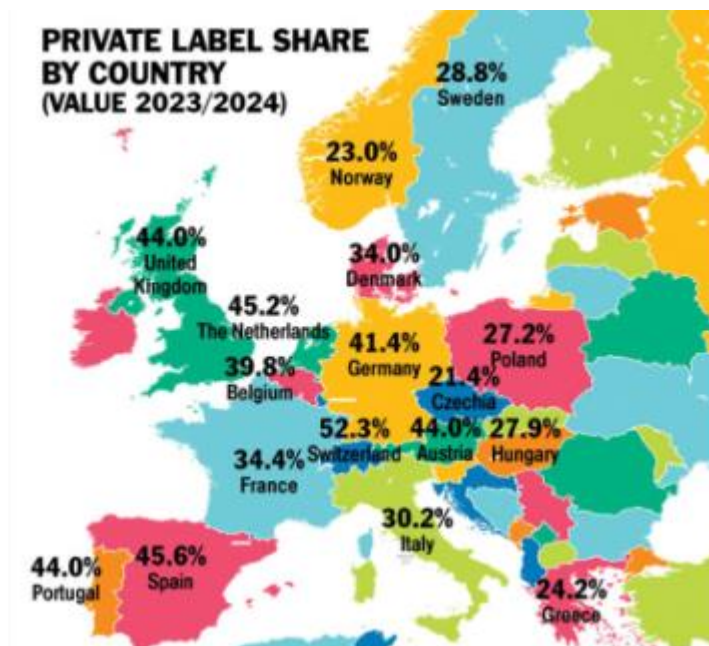 PRIVATE LABEL SHARE
BY COUNTRY
(VALUE 2023/2024)
28.8%
Sweden
23.0%
Norway
44.0%
United
Kingdom
34.0%
Denmark
45.2%
The Netherlands
41.4%
Germany
27.2%
Poland
39.8%
Belgium
21.4%
Czechia
52.3%
Switzerland
44.0%
Austria
27.9%
Hungary
34.4%
France
30.2%
Italy
44.0%
Portugal
45.6%
Spain
24.2%
Greece